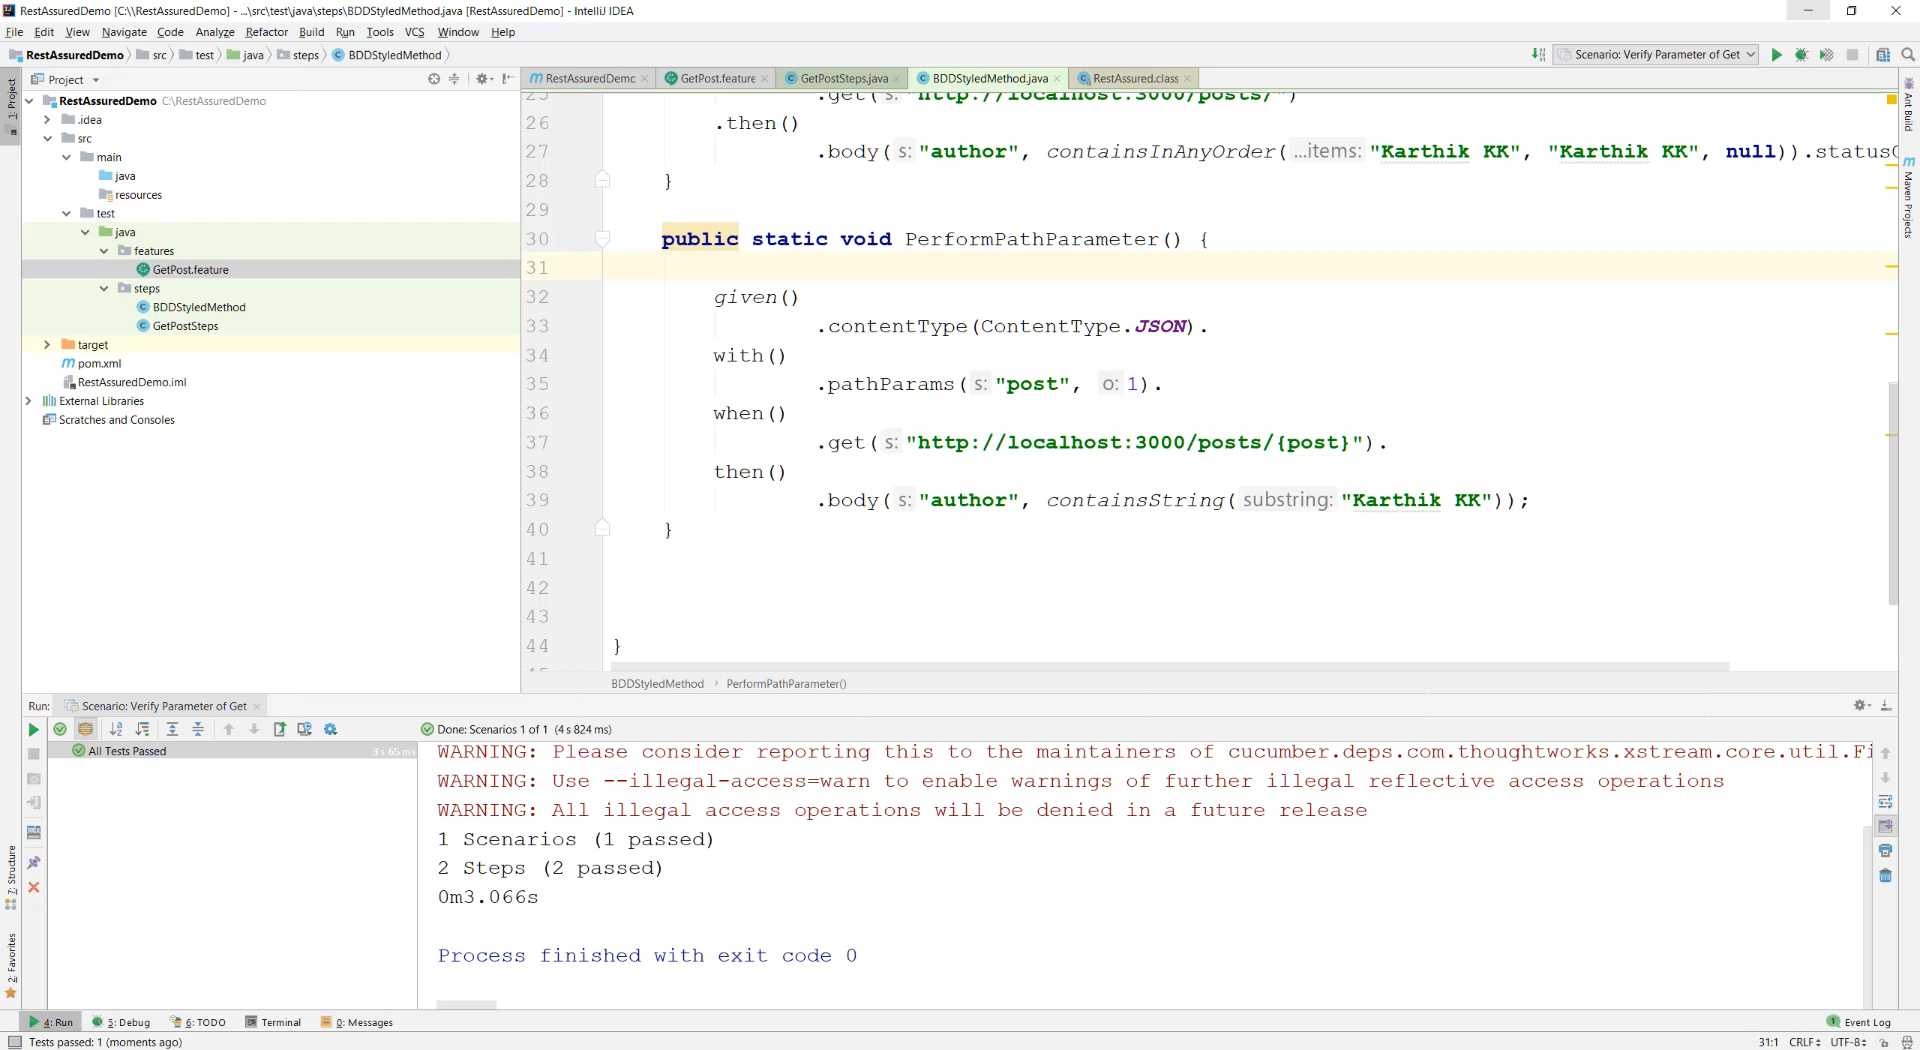 RestAssuredDemo [C:\\RestAssuredDemo] - ...\src\test\java\steps\BDDStyledMethod.java [RestAssuredDemo] - IntelliJ IDEA
File Edit View Navigate Code Analyze Refactor Build Run Tools VCS Window Help
RestAssuredDemo src test java steps BDDStyledMethod
Scenario: Verify Parameter of Get
Project
RestAssuredDemc GetPost.feature GetPostSteps.java BDDStyledMethod.java RestAssured.class
1: Project
RestAssuredDemo C:\RestAssuredDemo
.idea
src
main
java
resources
test
java
features
GetPost.feature
steps
BDDStyledMethod
GetPostSteps
target
pom.xml
RestAssuredDemo.iml
External Libraries
Scratches and Consoles
25 .get( s: "http://localhost:3000/posts/")
26 .then()
27 .body( s: "author", containsInAnyOrder( ...items: "Karthik KK", "Karthik KK", null)).status
28 }
29
30 public static void PerformPathParameter() {
31
32 given()
33 .contentType(ContentType.JSON).
34 with()
35 .pathParams( s: "post", o: 1).
36 when()
37 .get( s: "http://localhost:3000/posts/{post}").
38 then()
39 .body( s: "author", containsString( substring: "Karthik KK"));
40 }
41
42
43
44 }
BDDStyledMethod PerformPathParameter()
Ant Build
Maven Projects
Run: Scenario: Verify Parameter of Get
Done: Scenarios 1 of 1 (4 s 824 ms)
All Tests Passed 3 s 65 ms
WARNING: Please consider reporting this to the maintainers of cucumber.deps.com.thoughtworks.xstream.core.util.Fi
WARNING: Use --illegal-access=warn to enable warnings of further illegal reflective access operations
WARNING: All illegal access operations will be denied in a future release
1 Scenarios (1 passed)
2 Steps (2 passed)
0m3.066s
Process finished with exit code 0
Z: Structure
2: Favorites
4: Run 5: Debug 6: TODO Terminal 0: Messages
1 Event Log
Tests passed: 1 (moments ago)
31:1 CRLF UTF-8